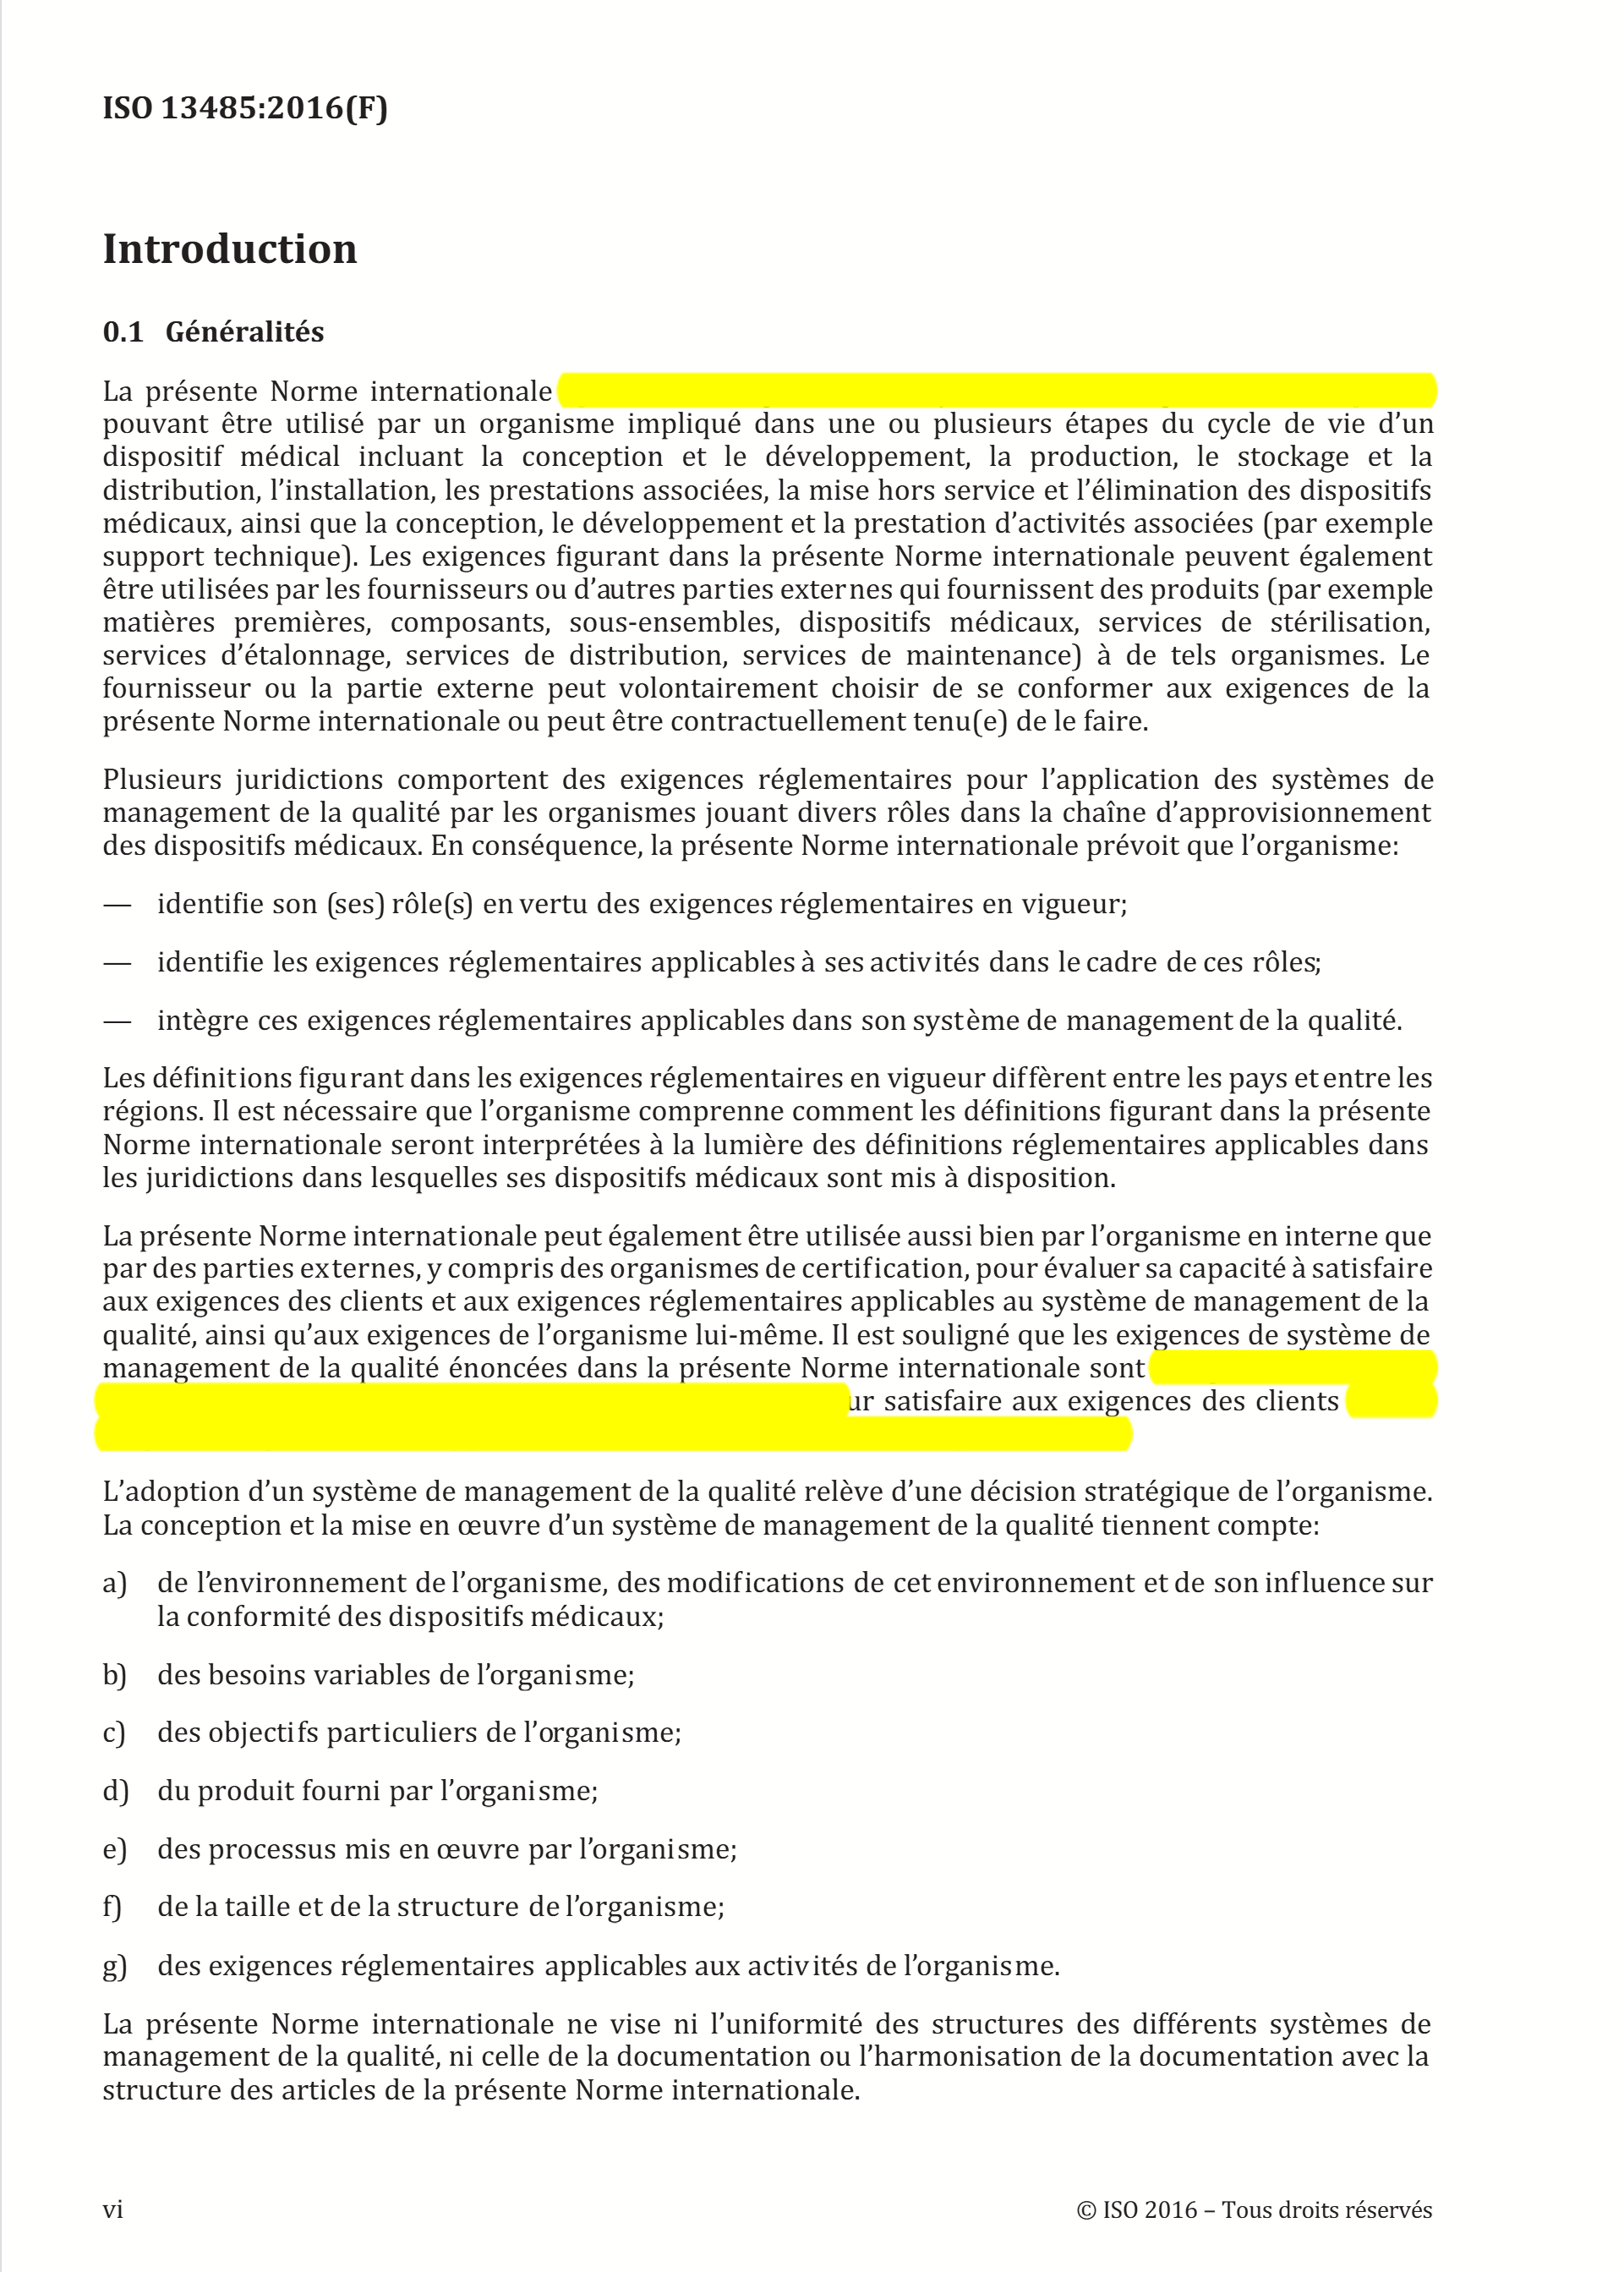 ISO 13485:2016(F)
Introduction
0.1 Généralités
La présente Norme internationale
pouvant être utilisé par un organisme impliqué dans une ou plusieurs étapes du cycle de vie d’un
dispositif médical incluant la conception et le développement, la production, le stockage et la
distribution, l’installation, les prestations associées, la mise hors service et l’élimination des dispositifs
médicaux, ainsi que la conception, le développement et la prestation d’activités associées (par exemple
support technique). Les exigences figurant dans la présente Norme internationale peuvent également
être utilisées par les fournisseurs ou d’autres parties externes qui fournissent des produits (par exemple
matières premières, composants, sous-ensembles, dispositifs médicaux, services de stérilisation,
services d’étalonnage, services de distribution, services de maintenance) à de tels organismes. Le
fournisseur ou la partie externe peut volontairement choisir de se conformer aux exigences de la
présente Norme internationale ou peut être contractuellement tenu(e) de le faire.
Plusieurs juridictions comportent des exigences réglementaires pour l’application des systèmes de
management de la qualité par les organismes jouant divers rôles dans la chaîne d’approvisionnement
des dispositifs médicaux. En conséquence, la présente Norme internationale prévoit que l’organisme:
— identifie son (ses) rôle(s) en vertu des exigences réglementaires en vigueur;
— identifie les exigences réglementaires applicables à ses activités dans le cadre de ces rôles;
— intègre ces exigences réglementaires applicables dans son système de management de la qualité.
Les définitions figurant dans les exigences réglementaires en vigueur diffèrent entre les pays et entre les
régions. Il est nécessaire que l’organisme comprenne comment les définitions figurant dans la présente
Norme internationale seront interprétées à la lumière des définitions réglementaires applicables dans
les juridictions dans lesquelles ses dispositifs médicaux sont mis à disposition.
La présente Norme internationale peut également être utilisée aussi bien par l’organisme en interne que
par des parties externes, y compris des organismes de certification, pour évaluer sa capacité à satisfaire
aux exigences des clients et aux exigences réglementaires applicables au système de management de la
qualité, ainsi qu’aux exigences de l’organisme lui-même. Il est souligné que les exigences de système de
management de la qualité énoncées dans la présente Norme internationale sont
ur satisfaire aux exigences des clients
L’adoption d’un système de management de la qualité relève d’une décision stratégique de l’organisme.
La conception et la mise en œuvre d’un système de management de la qualité tiennent compte:
a) de l’environnement de l’organisme, des modifications de cet environnement et de son influence sur
la conformité des dispositifs médicaux;
b) des besoins variables de l’organisme;
c) des objectifs particuliers de l’organisme;
d) du produit fourni par l’organisme;
e) des processus mis en œuvre par l’organisme;
f) de la taille et de la structure de l’organisme;
g) des exigences réglementaires applicables aux activités de l’organisme.
La présente Norme internationale ne vise ni l’uniformité des structures des différents systèmes de
management de la qualité, ni celle de la documentation ou l’harmonisation de la documentation avec la
structure des articles de la présente Norme internationale.
vi
© ISO 2016 – Tous droits réservés